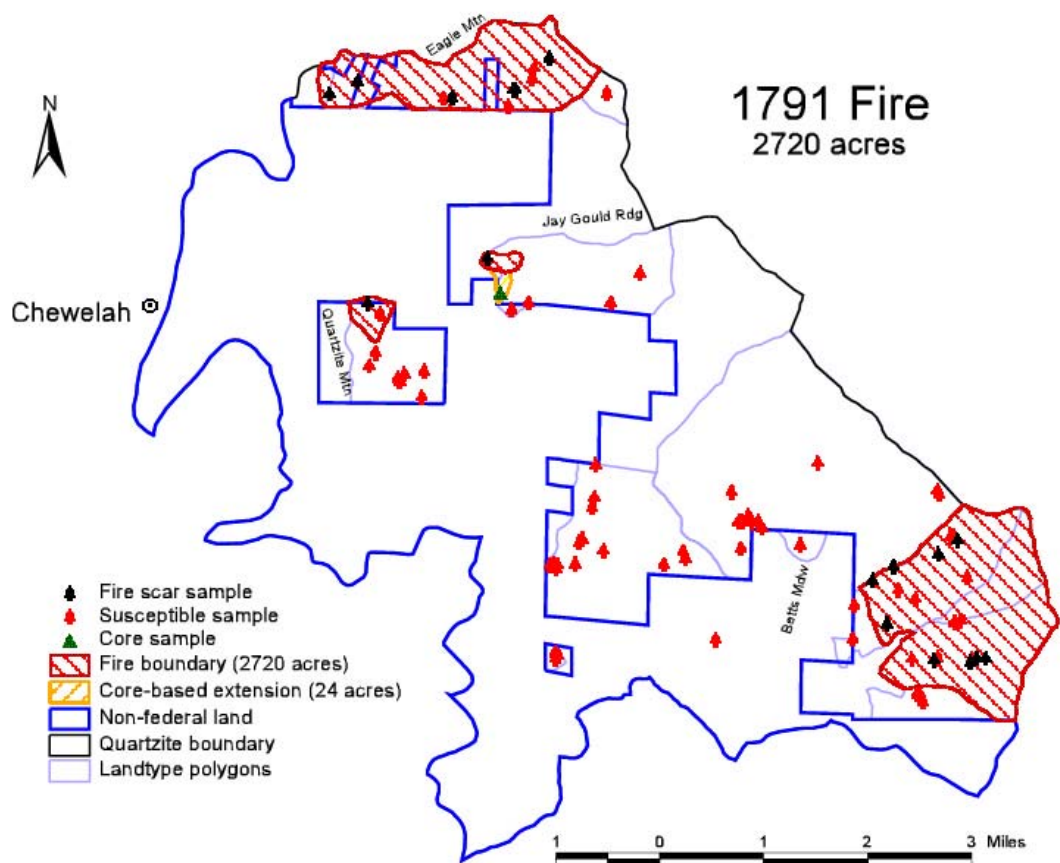 Eagle Mtn
1791 Fire
2720 acres
N
Jay Gould Rdg
Chewelah
Quartzite Mtn
Betts Mdw
Fire scar sample
Susceptible sample
Core sample
Fire boundary (2720 acres)
Core-based extension (24 acres)
Non-federal land
Quartzite boundary
Landtype polygons
1 0 1 2 3 Miles